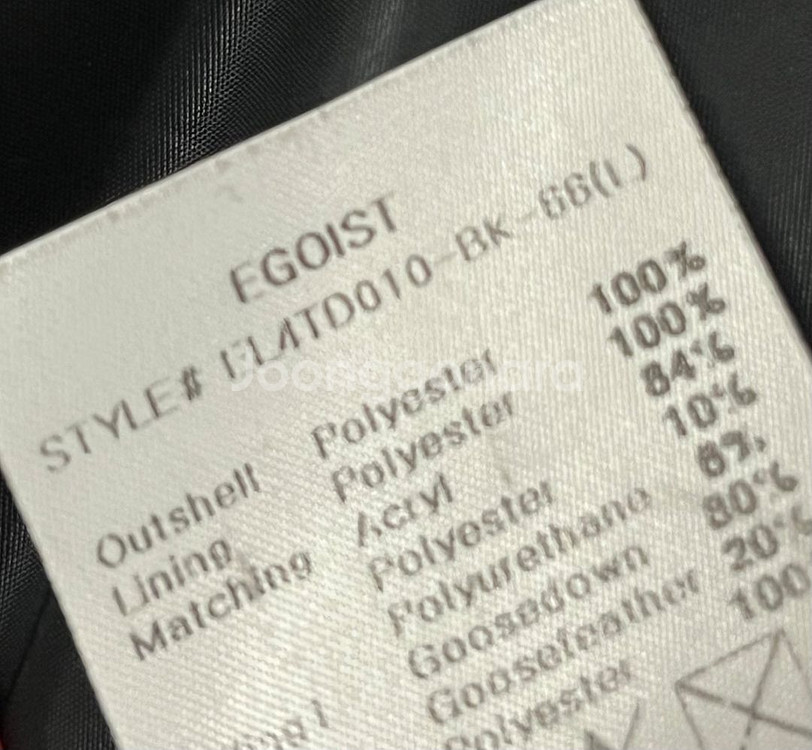 EGOIST
STYLE# EL4TD010-BK-66(L)
Joonggonara
Outshell Polyester 100%
Lining Polyester 100%
Matching Acryl 84%
Polyester 10%
Polyurethane 6%
Goosedown 80%
Goosefeather 20%
Polyester 100